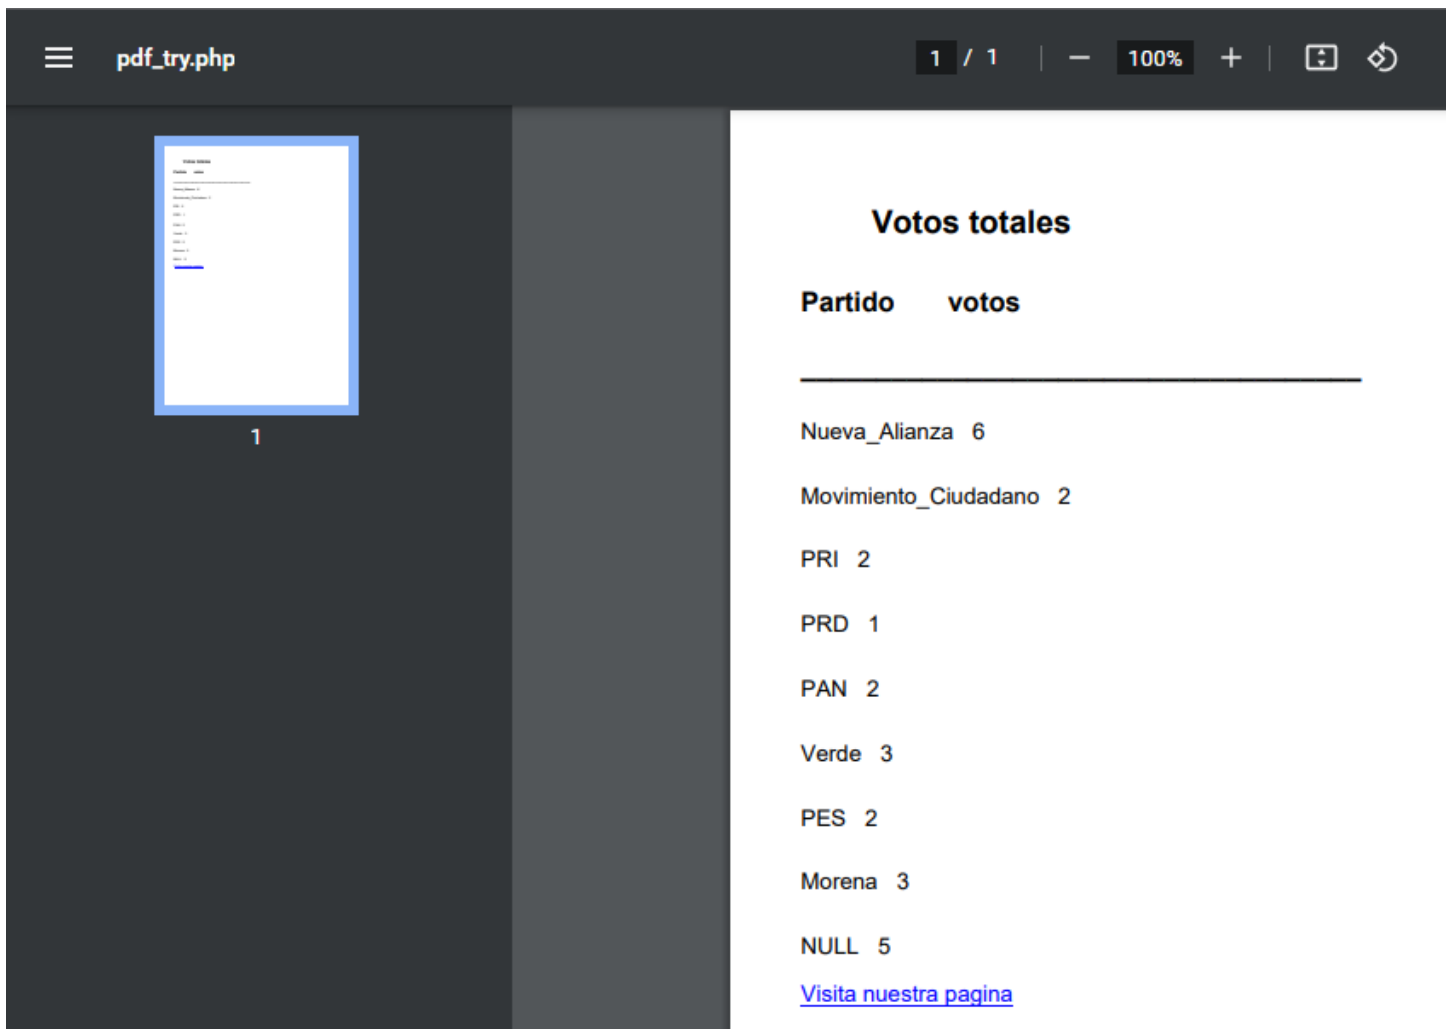 pdf_try.php
1 / 1
100%
1
Votos totales
Partido votos
Nueva_Alianza 6
Movimiento_Ciudadano 2
PRI 2
PRD 1
PAN 2
Verde 3
PES 2
Morena 3
NULL 5
Visita nuestra pagina